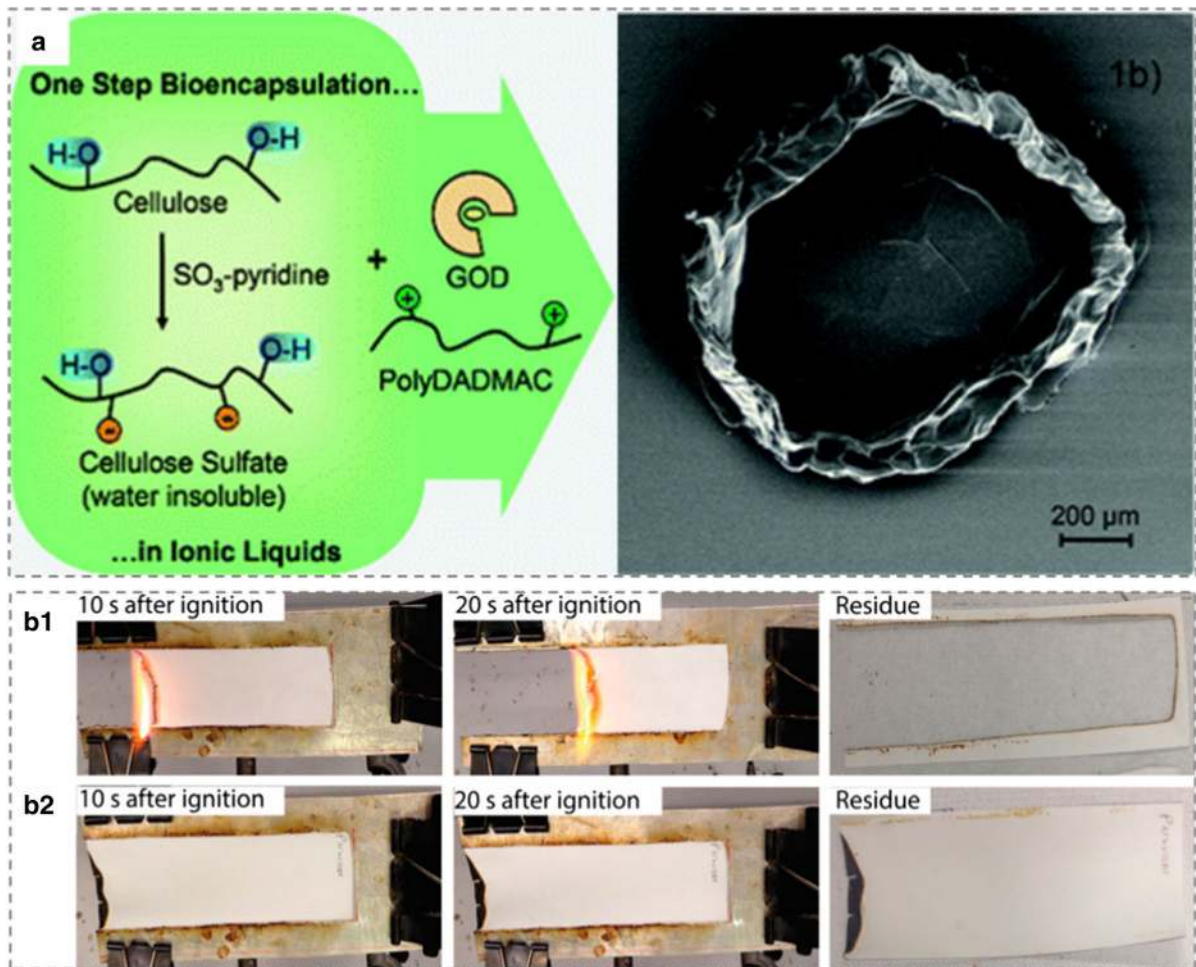 a
One Step Bioencapsulation...
H-O
O-H
Cellulose
SO₃-pyridine
H-O
O-H
Cellulose Sulfate
(water insoluble)
...in Ionic Liquids
+
GOD
+
+
PolyDADMAC
-
-
1b)
200 µm
b1
10 s after ignition
20 s after ignition
Residue
b2
10 s after ignition
20 s after ignition
Residue